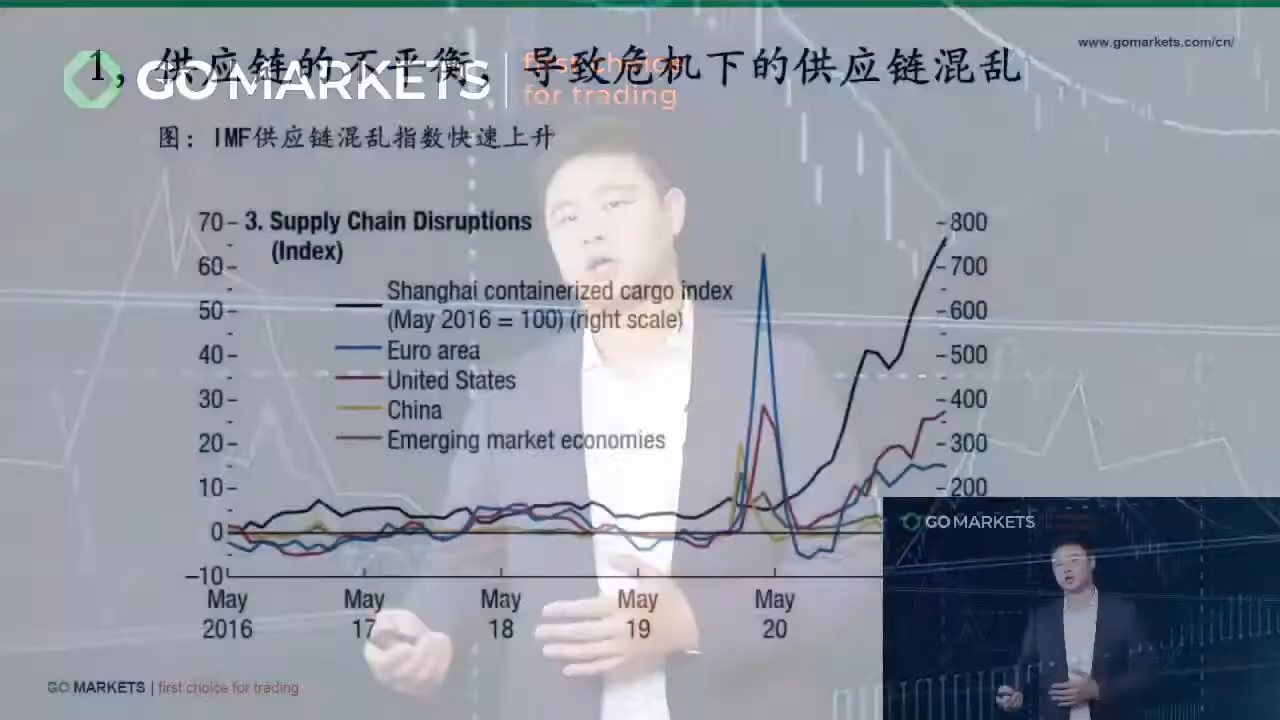 www.gomarkets.com/cn/
1, 供应链的不平衡, 导致危机下的供应链混乱
GO MARKETS
first choice
for trading
图: IMF供应链混乱指数快速上升
3. Supply Chain Disruptions
(Index)
Shanghai containerized cargo index
(May 2016 = 100) (right scale)
Euro area
United States
China
Emerging market economies
70
60
50
40
30
20
10
0
–10
800
700
600
500
400
300
200
May
2016
May
17
May
18
May
19
May
20
GO MARKETS
GO MARKETS | first choice for trading